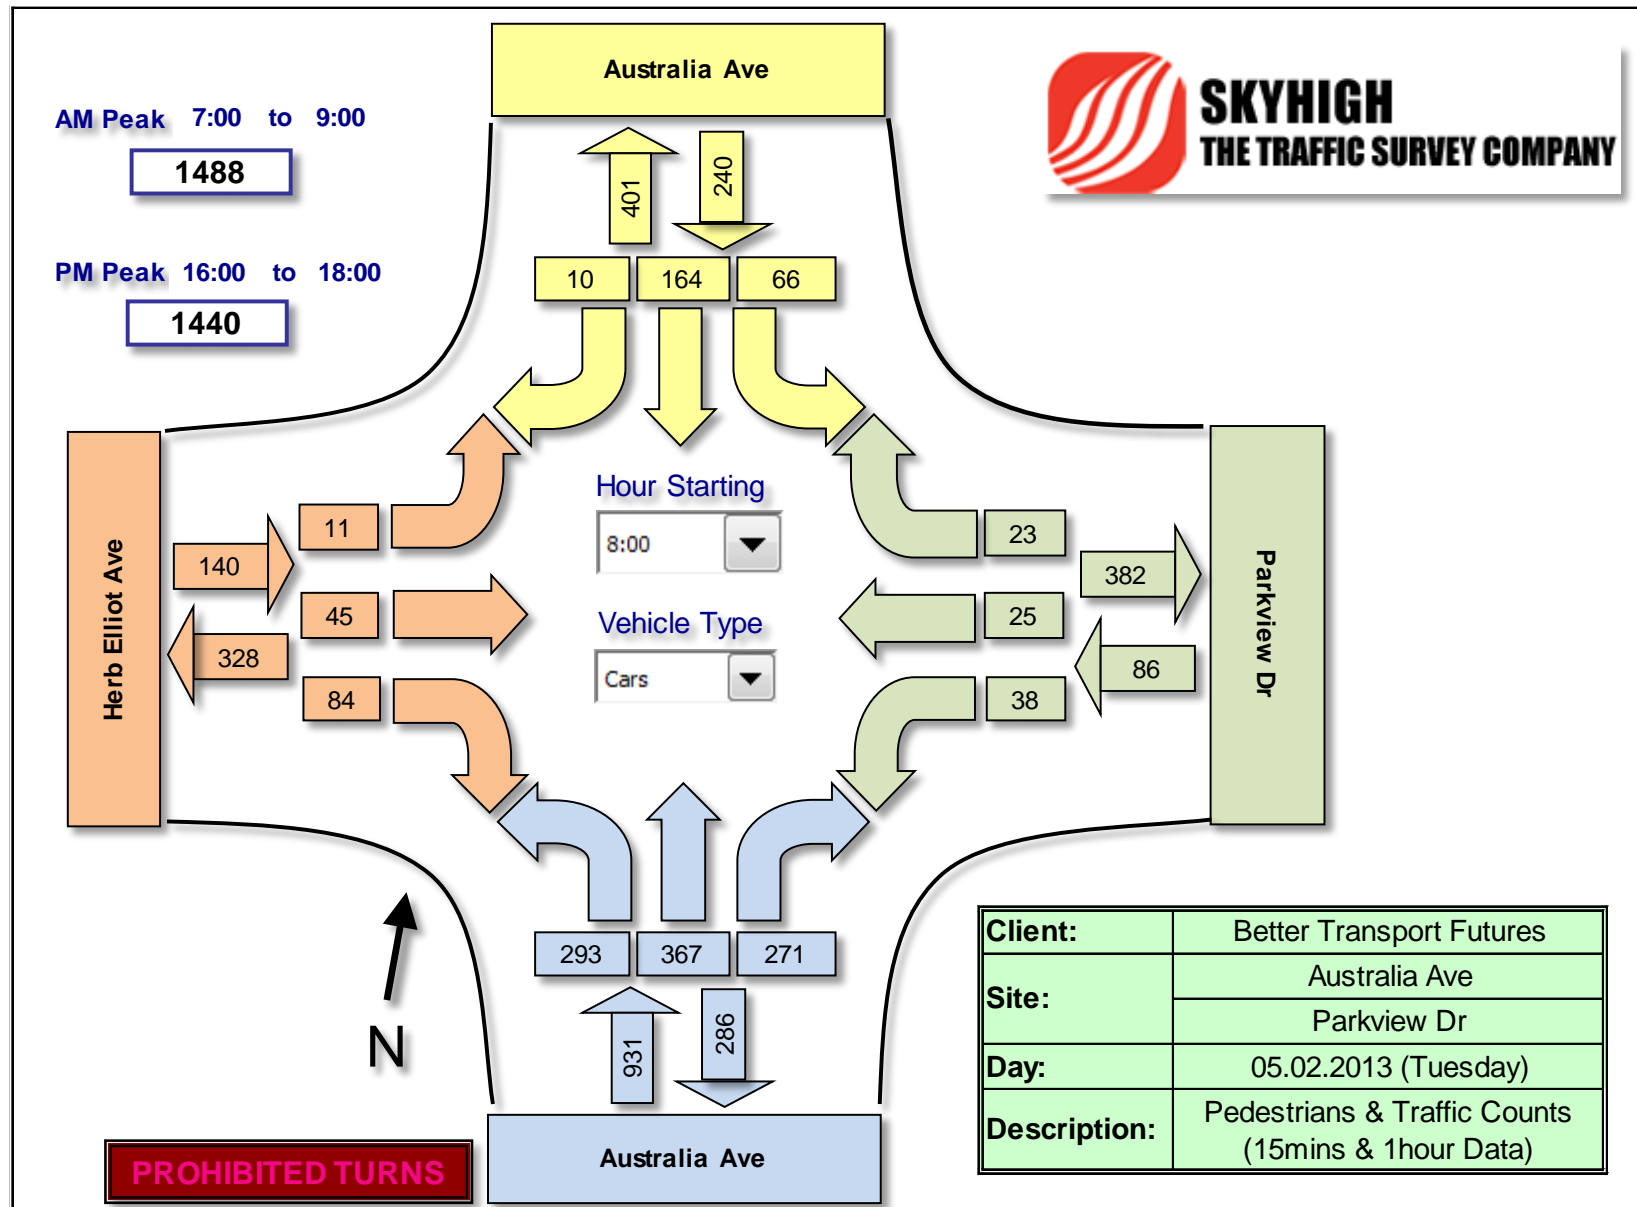 Australia Ave
SKYHIGH
THE TRAFFIC SURVEY COMPANY
AM Peak 7:00 to 9:00
1488
PM Peak 16:00 to 18:00
1440
401
240
10 164 66
Hour Starting
8:00
Vehicle Type
Cars
Herb Elliot Ave
140
328
11
45
84
23
25
38
382
86
Parkview Dr
293 367 271
931
286
N
Australia Ave
PROHIBITED TURNS
Client: Better Transport Futures
Site: Australia Ave
Parkview Dr
Day: 05.02.2013 (Tuesday)
Description: Pedestrians & Traffic Counts
(15mins & 1hour Data)